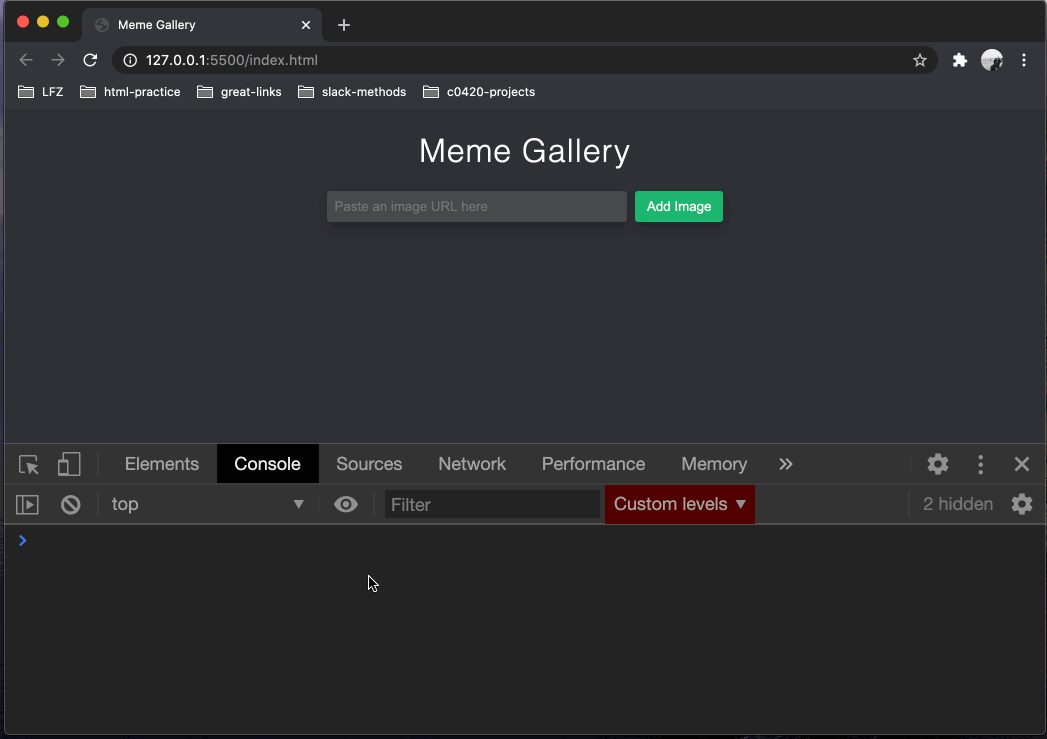 Meme Gallery
127.0.0.1:5500/index.html
LFZ html-practice great-links slack-methods c0420-projects
Meme Gallery
Paste an image URL here Add Image
Elements Console Sources Network Performance Memory
top Filter Custom levels 2 hidden